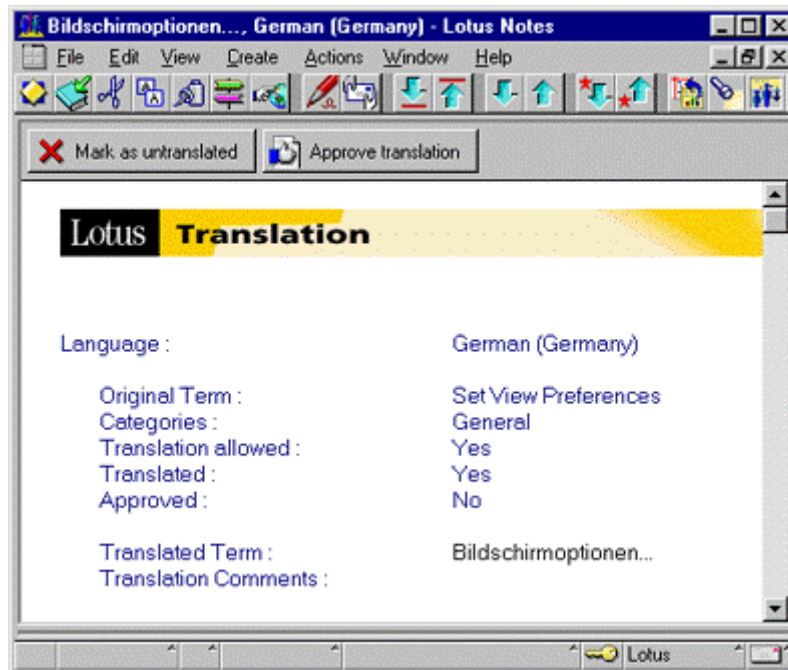 Bildschirmoptionen..., German (Germany) - Lotus Notes
File Edit View Create Actions Window Help
Mark as untranslated Approve translation
Lotus Translation
Language : German (Germany)
Original Term : Set View Preferences
Categories : General
Translation allowed : Yes
Translated : Yes
Approved : No
Translated Term : Bildschirmoptionen...
Translation Comments :
Lotus